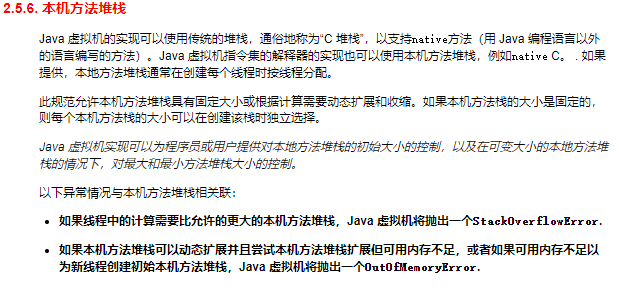 2.5.6. 本机方法堆栈
Java 虚拟机的实现可以使用传统的堆栈，通俗地称为“C 堆栈”，以支持native方法（用 Java 编程语言以外
的语言编写的方法）。Java 虚拟机指令集的解释器的实现也可以使用本机方法堆栈，例如native C。 . 如果
提供，本地方法堆栈通常在创建每个线程时按线程分配。
此规范允许本机方法堆栈具有固定大小或根据计算需要动态扩展和收缩。如果本机方法栈的大小是固定的，
则每个本机方法栈的大小可以在创建该栈时独立选择。
Java 虚拟机实现可以为程序员或用户提供对本地方法堆栈的初始大小的控制，以及在可变大小的本地方法堆
栈的情况下，对最大和最小方法堆栈大小的控制。
以下异常情况与本机方法堆栈相关联：
• 如果线程中的计算需要比允许的更大的本机方法堆栈，Java 虚拟机将抛出一个StackOverflowError.
• 如果本机方法堆栈可以动态扩展并且尝试本机方法堆栈扩展但可用内存不足，或者如果可用内存不足以
为新线程创建初始本机方法堆栈，Java 虚拟机将抛出一个OutOfMemoryError.